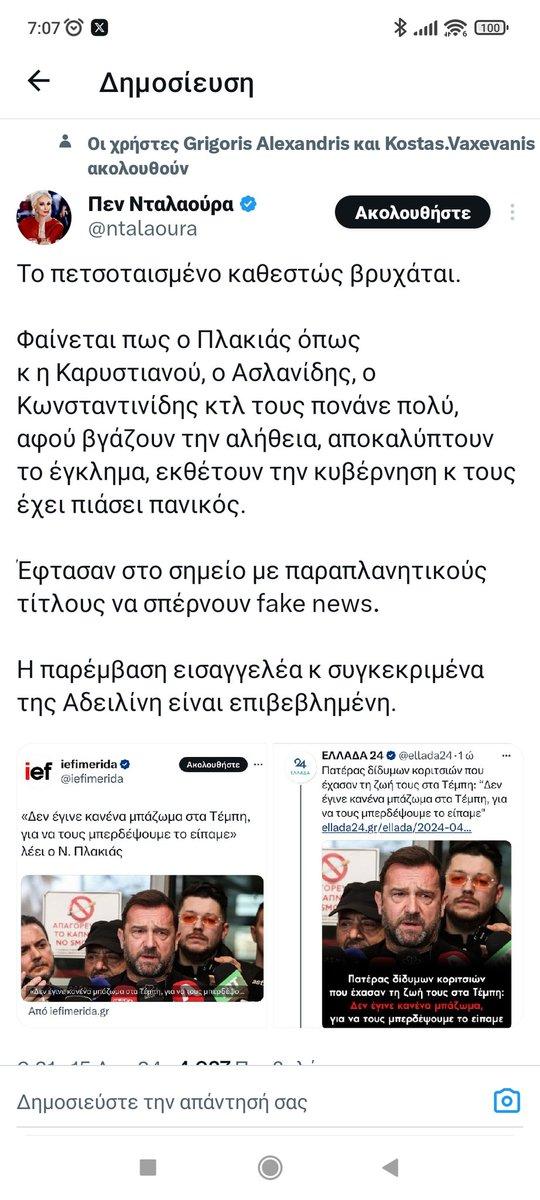 7:07
100
Δημοσίευση
Οι χρήστες Grigoris Alexandris και Kostas.Vaxevanis
ακολουθούν
Πεν Νταλαούρα
@ntalaoura
Ακολουθήστε
Το πετσοταισμένο καθεστώς βρυχάται.
Φαίνεται πως ο Πλακιάς όπως
κ η Καρυστιανού, ο Ασλανίδης, ο
Κωνσταντινίδης κτλ τους πονάνε πολύ,
αφού βγάζουν την αλήθεια, αποκαλύπτουν
το έγκλημα, εκθέτουν την κυβέρνηση κ τους
έχει πιάσει πανικός.
Έφτασαν στο σημείο με παραπλανητικούς
τίτλους να σπέρνουν fake news.
Η παρέμβαση εισαγγελέα κ συγκεκριμένα
της Αδειλίνη είναι επιβεβλημένη.
ief
iefimerida
@iefimerida
Ακολουθήστε
«Δεν έγινε κανένα μπάζωμα στα Τέμπη,
για να τους μπερδέψουμε το είπαμε»
λέει ο Ν. Πλακιάς
ΑΠΑΓΟΡΕ
ΤΟ ΚΑΠΝ
NO SM
«Δεν έγινε κανένα μπάζωμα στα Τέμπη, για να τους μπερδέψο...
Από iefimerida.gr
24
ΕΛΛΑΔΑ
ΕΛΛΑΔΑ 24 @ellada24·1 ώ
Πατέρας δίδυμων κοριτσιών που
έχασαν τη ζωή τους στα Τέμπη: "Δεν
έγινε κανένα μπάζωμα στα Τέμπη, για
να τους μπερδέψουμε το είπαμε"
ellada24.gr/ellada/2024-04...
Πατέρας δίδυμων κοριτσιών
που έχασαν τη ζωή τους στα Τέμπη:
Δεν έγινε κανένα μπάζωμα,
για να τους μπερδέψουμε το είπαμε
Δημοσιεύστε την απάντησή σας